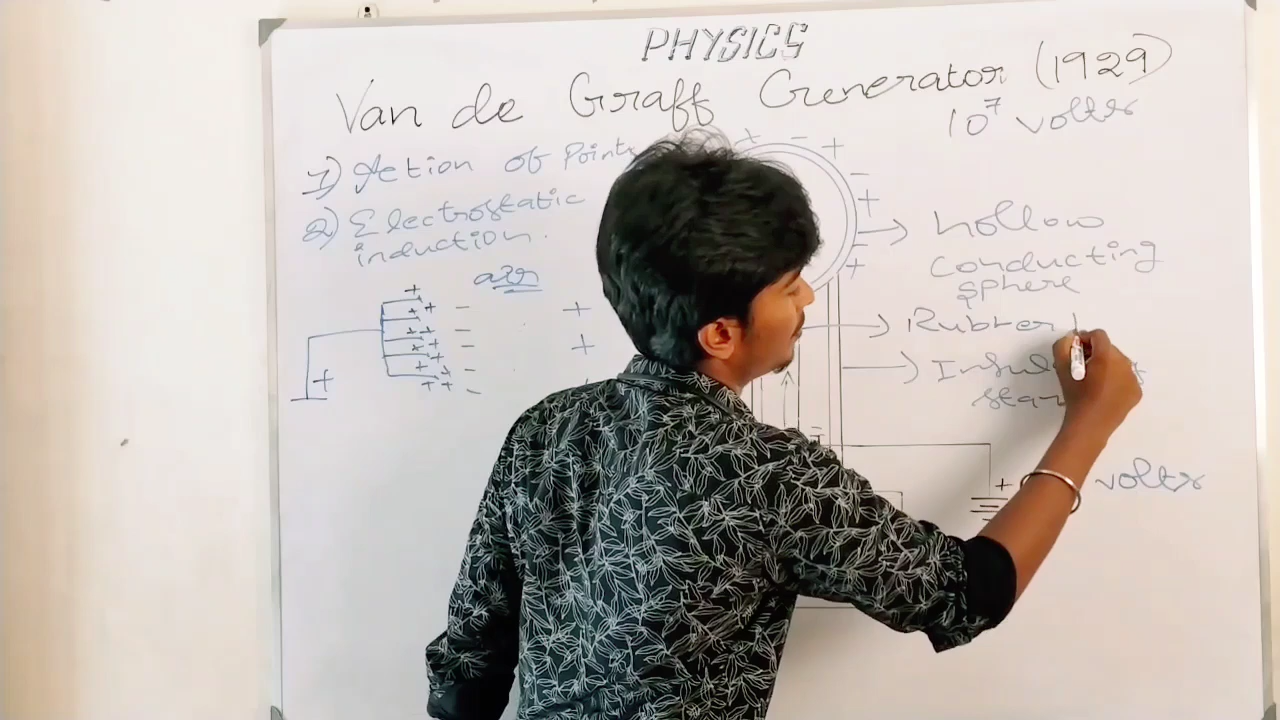 PHYSICS
Van de Graff Generator (1929)
10⁷ volts
1) Action of Points
2) Electrostatic
induction.
air
hollow
conducting
sphere
Rubber
volts